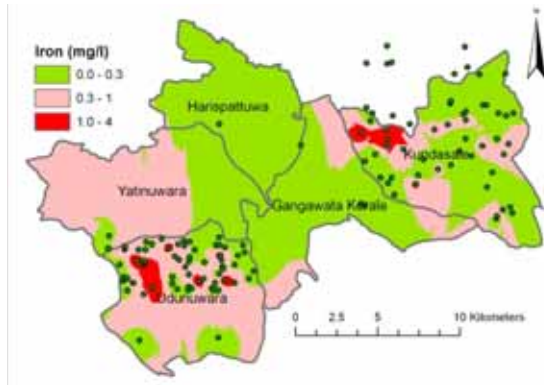 N
Iron (mg/l)
0.0 - 0.3
0.3 - 1
1.0 - 4
Harispattuwa
Kundasale
Yatinuwara
Gangawata Korale
Udunuwara
0 2.5 5 10 Kilometers